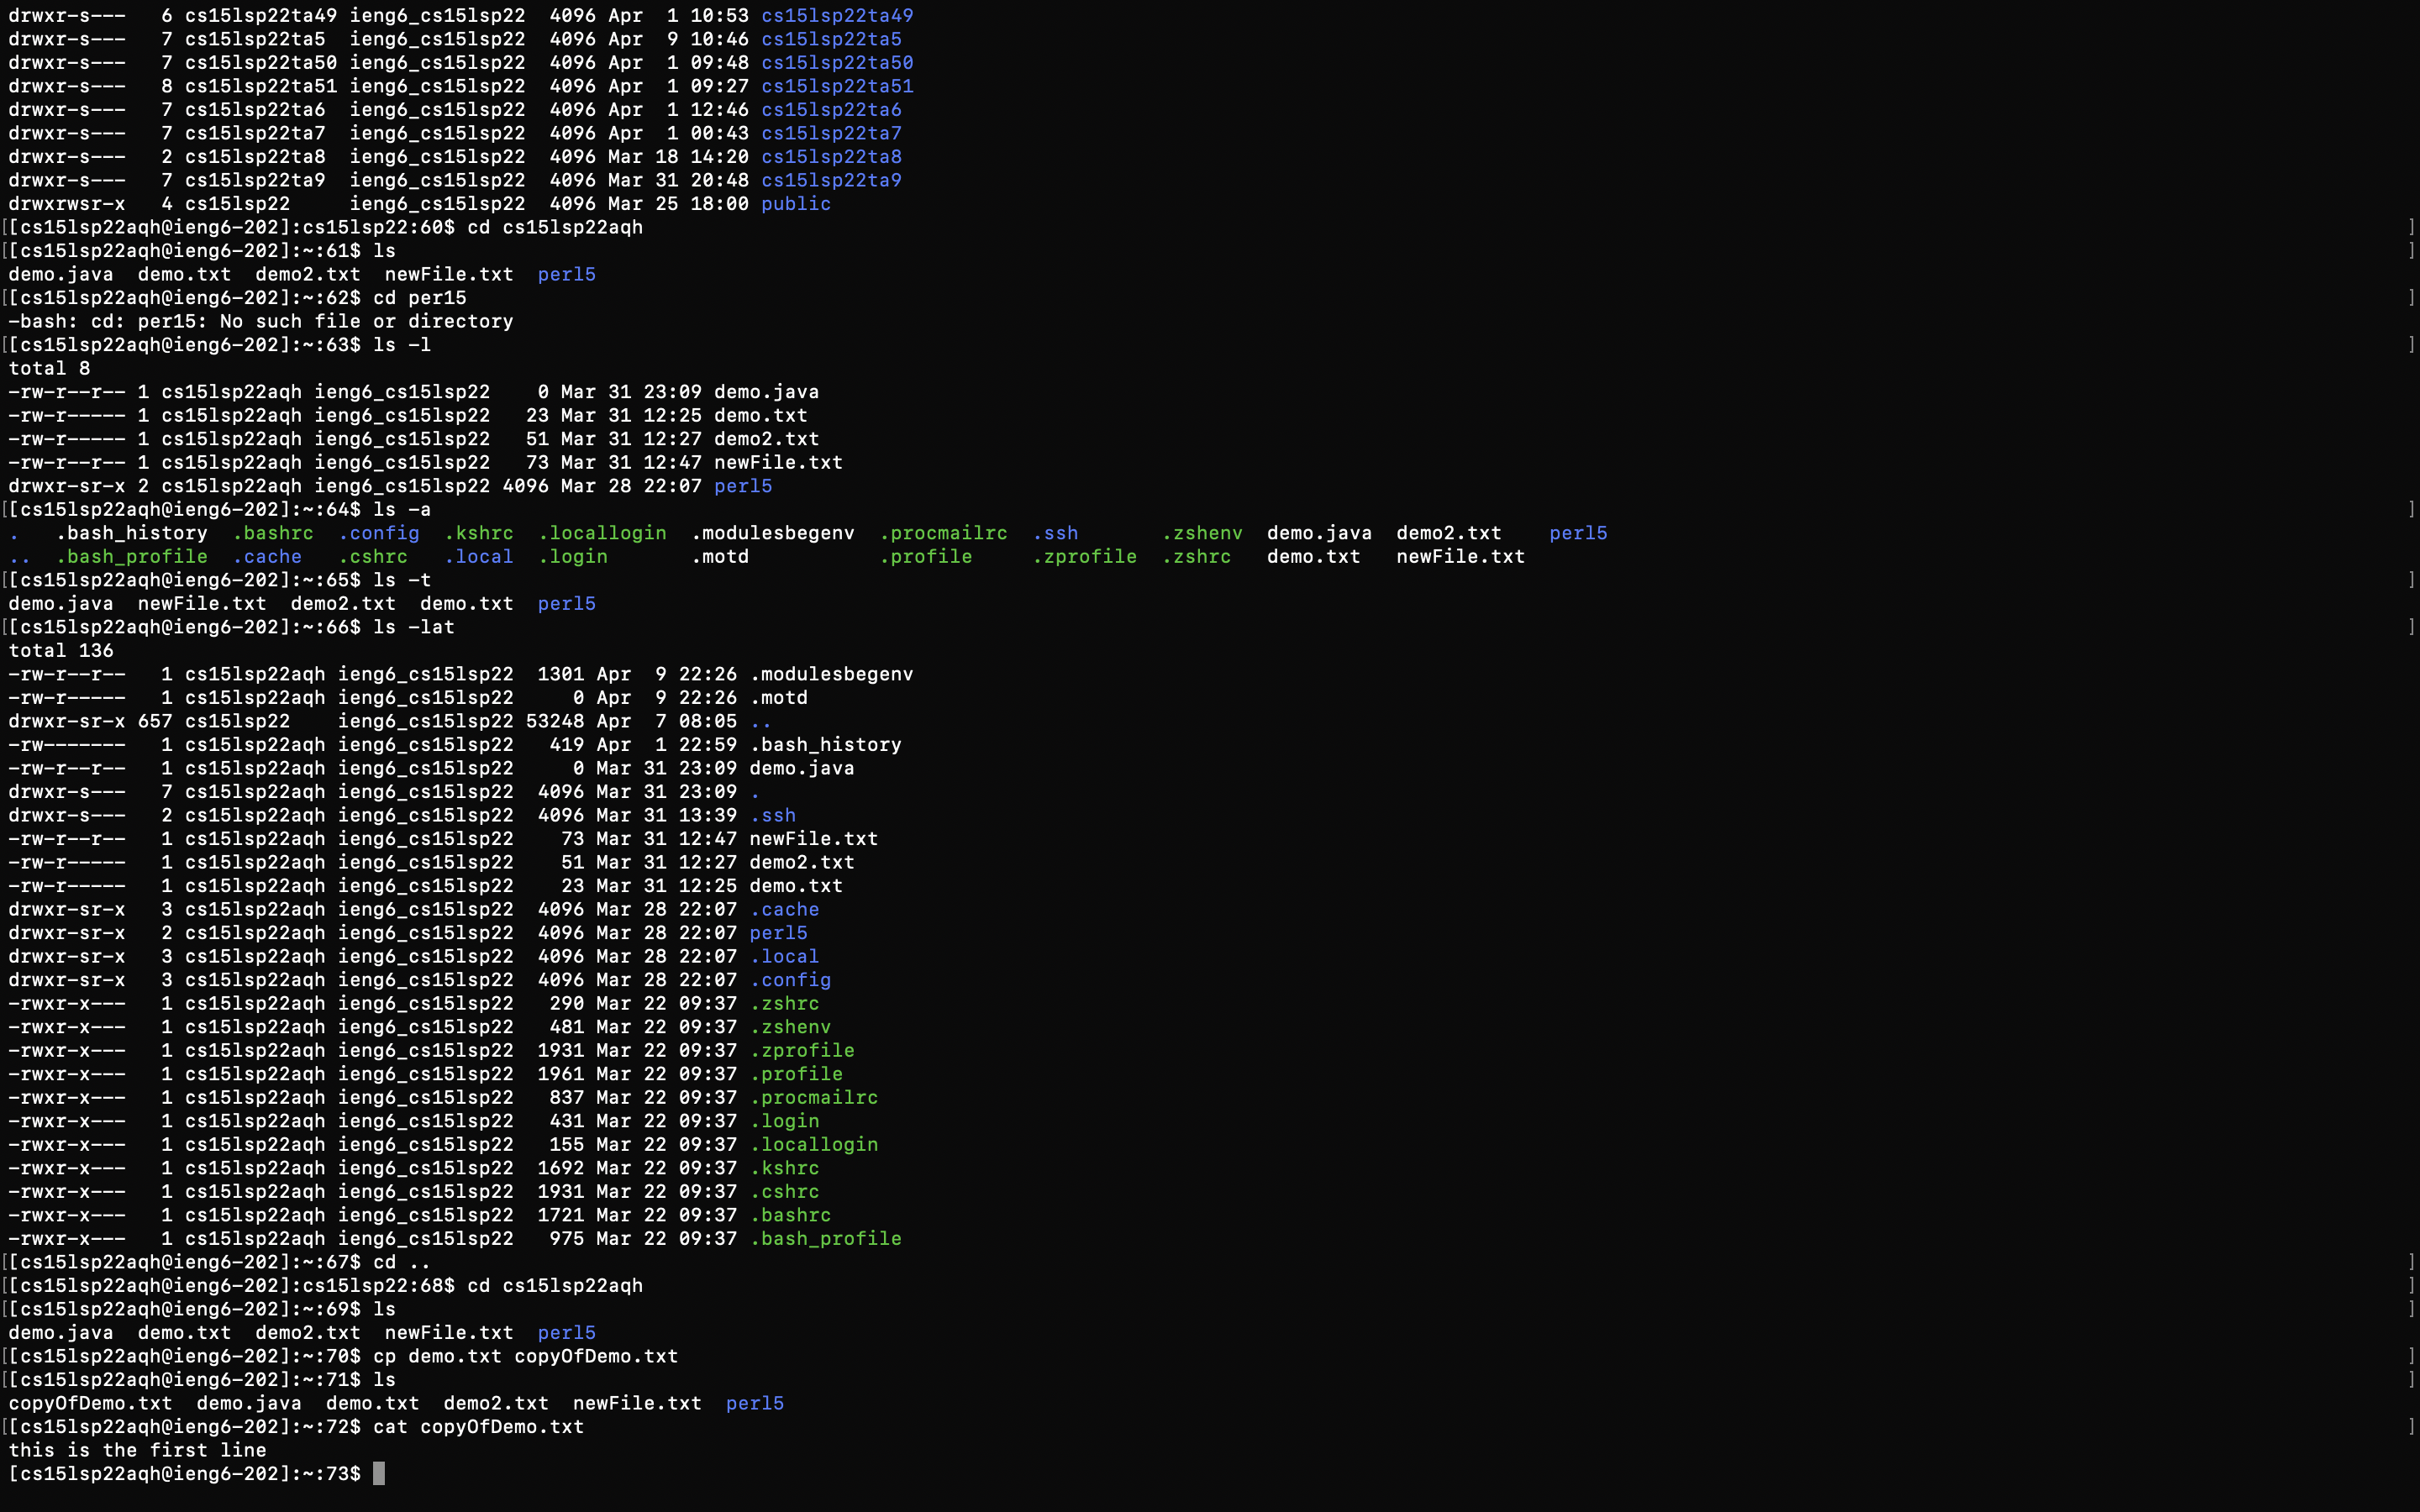 drwxr-s---   6 cs15lsp22ta49 ieng6_cs15lsp22  4096 Apr  1 10:53 cs15lsp22ta49
drwxr-s---   7 cs15lsp22ta5  ieng6_cs15lsp22  4096 Apr  9 10:46 cs15lsp22ta5
drwxr-s---   7 cs15lsp22ta50 ieng6_cs15lsp22  4096 Apr  1 09:48 cs15lsp22ta50
drwxr-s---   8 cs15lsp22ta51 ieng6_cs15lsp22  4096 Apr  1 09:27 cs15lsp22ta51
drwxr-s---   7 cs15lsp22ta6  ieng6_cs15lsp22  4096 Apr  1 12:46 cs15lsp22ta6
drwxr-s---   7 cs15lsp22ta7  ieng6_cs15lsp22  4096 Apr  1 00:43 cs15lsp22ta7
drwxr-s---   2 cs15lsp22ta8  ieng6_cs15lsp22  4096 Mar 18 14:20 cs15lsp22ta8
drwxr-s---   7 cs15lsp22ta9  ieng6_cs15lsp22  4096 Mar 31 20:48 cs15lsp22ta9
drwxrwsr-x   4 cs15lsp22     ieng6_cs15lsp22  4096 Mar 25 18:00 public
[[cs15lsp22aqh@ieng6-202]:cs15lsp22:60$ cd cs15lsp22aqh ]
[[cs15lsp22aqh@ieng6-202]:~:61$ ls ]
demo.java  demo.txt  demo2.txt  newFile.txt  perl5
[[cs15lsp22aqh@ieng6-202]:~:62$ cd per15 ]
-bash: cd: per15: No such file or directory
[[cs15lsp22aqh@ieng6-202]:~:63$ ls -l ]
total 8
-rw-r--r-- 1 cs15lsp22aqh ieng6_cs15lsp22    0 Mar 31 23:09 demo.java
-rw-r----- 1 cs15lsp22aqh ieng6_cs15lsp22   23 Mar 31 12:25 demo.txt
-rw-r----- 1 cs15lsp22aqh ieng6_cs15lsp22   51 Mar 31 12:27 demo2.txt
-rw-r--r-- 1 cs15lsp22aqh ieng6_cs15lsp22   73 Mar 31 12:47 newFile.txt
drwxr-sr-x 2 cs15lsp22aqh ieng6_cs15lsp22 4096 Mar 28 22:07 perl5
[[cs15lsp22aqh@ieng6-202]:~:64$ ls -a ]
.   .bash_history  .bashrc  .config  .kshrc  .locallogin  .modulesbegenv  .procmailrc  .ssh       .zshenv  demo.java  demo2.txt    perl5
..  .bash_profile  .cache   .cshrc   .local  .login       .motd           .profile     .zprofile  .zshrc   demo.txt   newFile.txt
[[cs15lsp22aqh@ieng6-202]:~:65$ ls -t ]
demo.java  newFile.txt  demo2.txt  demo.txt  perl5
[[cs15lsp22aqh@ieng6-202]:~:66$ ls -lat ]
total 136
-rw-r--r--   1 cs15lsp22aqh ieng6_cs15lsp22  1301 Apr  9 22:26 .modulesbegenv
-rw-r-----   1 cs15lsp22aqh ieng6_cs15lsp22     0 Apr  9 22:26 .motd
drwxr-sr-x 657 cs15lsp22    ieng6_cs15lsp22 53248 Apr  7 08:05 ..
-rw-------   1 cs15lsp22aqh ieng6_cs15lsp22   419 Apr  1 22:59 .bash_history
-rw-r--r--   1 cs15lsp22aqh ieng6_cs15lsp22     0 Mar 31 23:09 demo.java
drwxr-s---   7 cs15lsp22aqh ieng6_cs15lsp22  4096 Mar 31 23:09 .
drwxr-s---   2 cs15lsp22aqh ieng6_cs15lsp22  4096 Mar 31 13:39 .ssh
-rw-r--r--   1 cs15lsp22aqh ieng6_cs15lsp22    73 Mar 31 12:47 newFile.txt
-rw-r-----   1 cs15lsp22aqh ieng6_cs15lsp22    51 Mar 31 12:27 demo2.txt
-rw-r-----   1 cs15lsp22aqh ieng6_cs15lsp22    23 Mar 31 12:25 demo.txt
drwxr-sr-x   3 cs15lsp22aqh ieng6_cs15lsp22  4096 Mar 28 22:07 .cache
drwxr-sr-x   2 cs15lsp22aqh ieng6_cs15lsp22  4096 Mar 28 22:07 perl5
drwxr-sr-x   3 cs15lsp22aqh ieng6_cs15lsp22  4096 Mar 28 22:07 .local
drwxr-sr-x   3 cs15lsp22aqh ieng6_cs15lsp22  4096 Mar 28 22:07 .config
-rwxr-x---   1 cs15lsp22aqh ieng6_cs15lsp22   290 Mar 22 09:37 .zshrc
-rwxr-x---   1 cs15lsp22aqh ieng6_cs15lsp22   481 Mar 22 09:37 .zshenv
-rwxr-x---   1 cs15lsp22aqh ieng6_cs15lsp22  1931 Mar 22 09:37 .zprofile
-rwxr-x---   1 cs15lsp22aqh ieng6_cs15lsp22  1961 Mar 22 09:37 .profile
-rwxr-x---   1 cs15lsp22aqh ieng6_cs15lsp22   837 Mar 22 09:37 .procmailrc
-rwxr-x---   1 cs15lsp22aqh ieng6_cs15lsp22   431 Mar 22 09:37 .login
-rwxr-x---   1 cs15lsp22aqh ieng6_cs15lsp22   155 Mar 22 09:37 .locallogin
-rwxr-x---   1 cs15lsp22aqh ieng6_cs15lsp22  1692 Mar 22 09:37 .kshrc
-rwxr-x---   1 cs15lsp22aqh ieng6_cs15lsp22  1931 Mar 22 09:37 .cshrc
-rwxr-x---   1 cs15lsp22aqh ieng6_cs15lsp22  1721 Mar 22 09:37 .bashrc
-rwxr-x---   1 cs15lsp22aqh ieng6_cs15lsp22   975 Mar 22 09:37 .bash_profile
[[cs15lsp22aqh@ieng6-202]:~:67$ cd .. ]
[[cs15lsp22aqh@ieng6-202]:cs15lsp22:68$ cd cs15lsp22aqh ]
[[cs15lsp22aqh@ieng6-202]:~:69$ ls ]
demo.java  demo.txt  demo2.txt  newFile.txt  perl5
[[cs15lsp22aqh@ieng6-202]:~:70$ cp demo.txt copyOfDemo.txt ]
[[cs15lsp22aqh@ieng6-202]:~:71$ ls ]
copyOfDemo.txt  demo.java  demo.txt  demo2.txt  newFile.txt  perl5
[[cs15lsp22aqh@ieng6-202]:~:72$ cat copyOfDemo.txt ]
this is the first line
[cs15lsp22aqh@ieng6-202]:~:73$